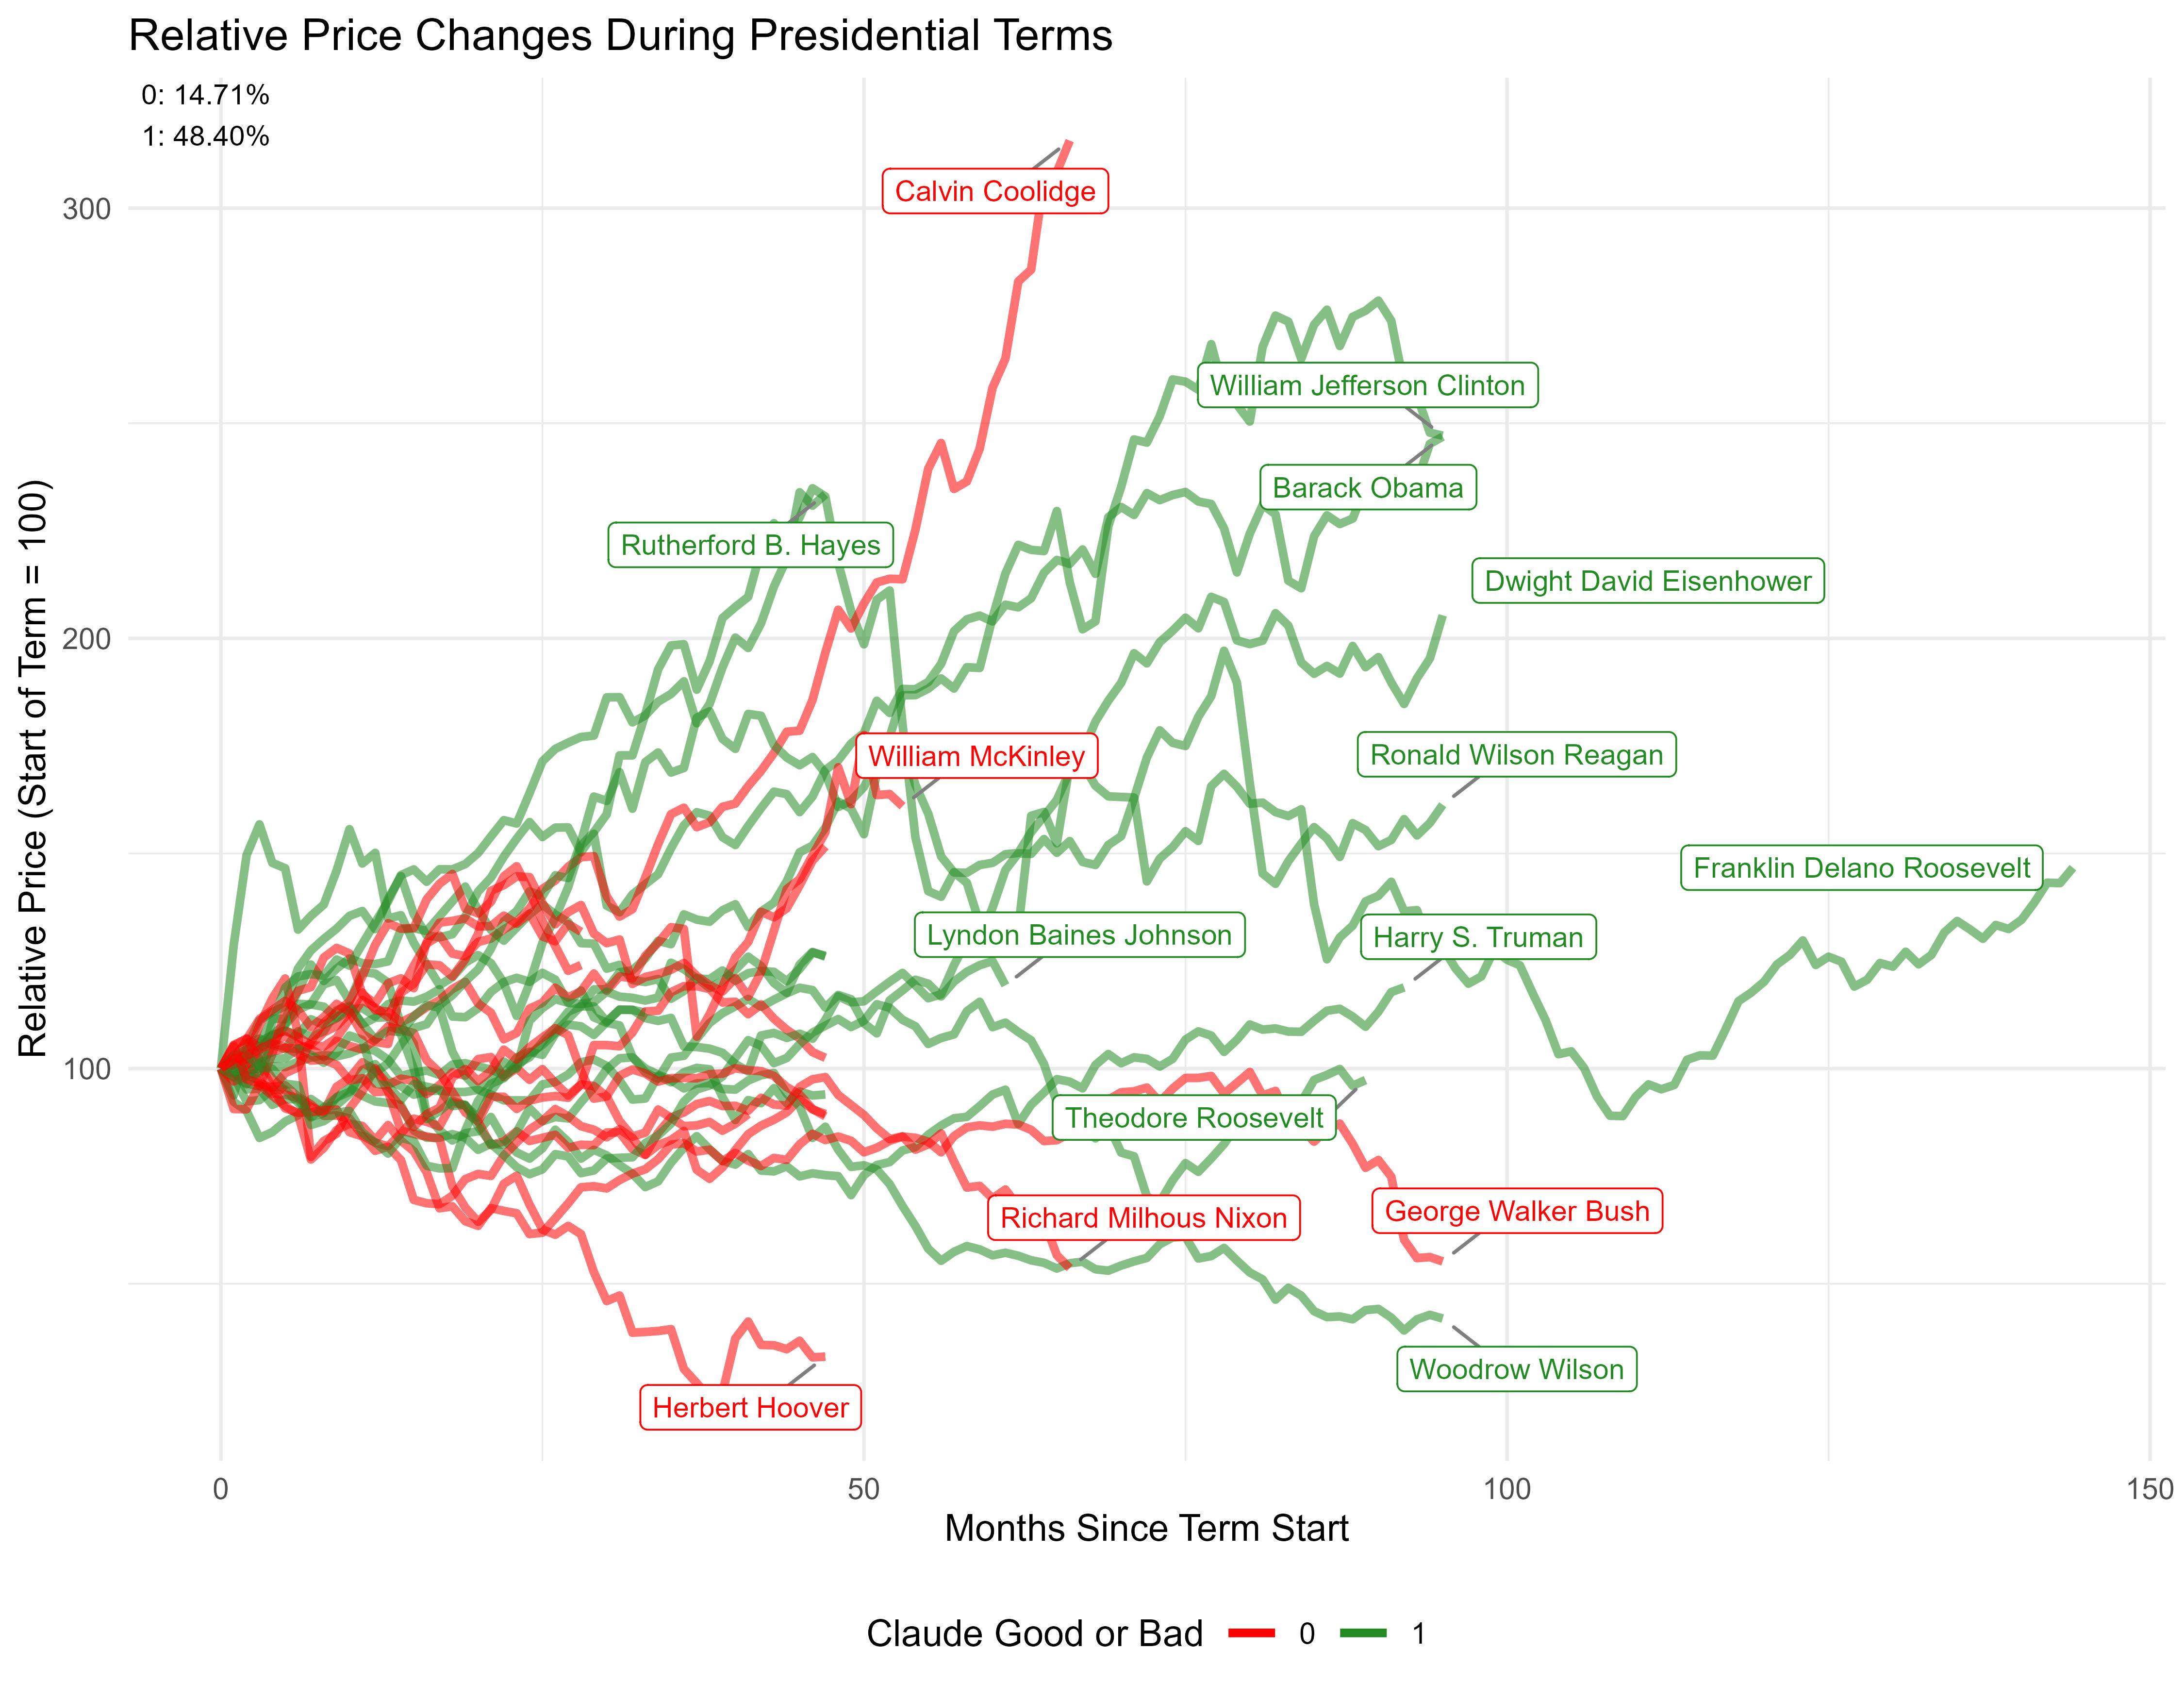 Relative Price Changes During Presidential Terms
0: 14.71%
1: 48.40%
Calvin Coolidge
300
William Jefferson Clinton
Barack Obama
Rutherford B. Hayes
Dwight David Eisenhower
200
William McKinley
Ronald Wilson Reagan
Franklin Delano Roosevelt
Lyndon Baines Johnson
Harry S. Truman
Relative Price (Start of Term = 100)
100
Theodore Roosevelt
Richard Milhous Nixon
George Walker Bush
Woodrow Wilson
Herbert Hoover
0 50 100 150
Months Since Term Start
Claude Good or Bad 0 1